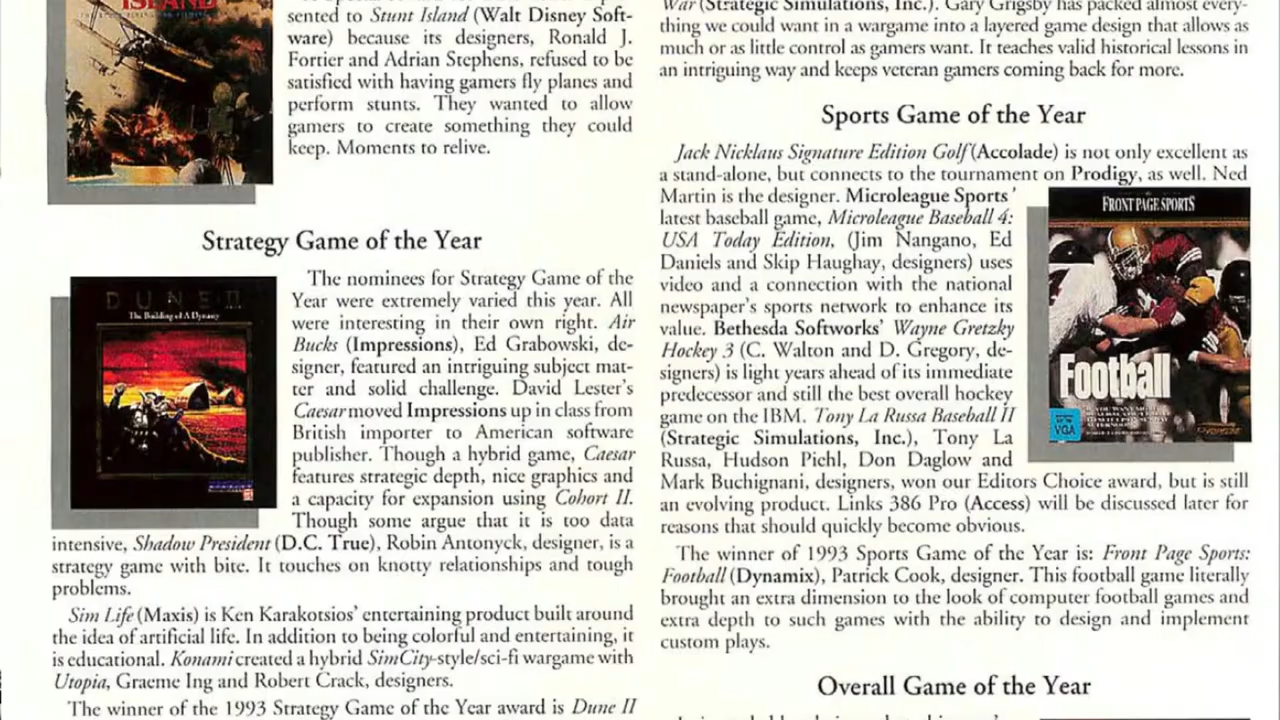 ISLAND
sented to Stunt Island (Walt Disney Soft-
ware) because its designers, Ronald J.
Fortier and Adrian Stephens, refused to be
satisfied with having gamers fly planes and
perform stunts. They wanted to allow
gamers to create something they could
keep. Moments to relive.
Strategy Game of the Year
DUNE II
The Building of A Dynasty
The nominees for Strategy Game of the
Year were extremely varied this year. All
were interesting in their own right. Air
Bucks (Impressions), Ed Grabowski, de-
signer, featured an intriguing subject mat-
ter and solid challenge. David Lester's
Caesar moved Impressions up in class from
British importer to American software
publisher. Though a hybrid game, Caesar
features strategic depth, nice graphics and
a capacity for expansion using Cohort II.
Though some argue that it is too data
intensive, Shadow President (D.C. True), Robin Antonyck, designer, is a
strategy game with bite. It touches on knotty relationships and tough
problems.
Sim Life (Maxis) is Ken Karakotsios' entertaining product built around
the idea of artificial life. In addition to being colorful and entertaining, it
is educational. Konami created a hybrid SimCity-style/sci-fi wargame with
Utopia, Graeme Ing and Robert Crack, designers.
The winner of the 1993 Strategy Game of the Year award is Dune II
War (Strategic Simulations, Inc.). Gary Grigsby has packed almost every-
thing we could want in a wargame into a layered game design that allows as
much or as little control as gamers want. It teaches valid historical lessons in
an intriguing way and keeps veteran gamers coming back for more.
Sports Game of the Year
Jack Nicklaus Signature Edition Golf (Accolade) is not only excellent as
a stand-alone, but connects to the tournament on Prodigy, as well. Ned
Martin is the designer. Microleague Sports'
latest baseball game, Microleague Baseball 4:
USA Today Edition, (Jim Nangano, Ed
Daniels and Skip Haughay, designers) uses
video and a connection with the national
newspaper's sports network to enhance its
value. Bethesda Softworks' Wayne Gretzky
Hockey 3 (C. Walton and D. Gregory, de-
signers) is light years ahead of its immediate
predecessor and still the best overall hockey
game on the IBM. Tony La Russa Baseball II
(Strategic Simulations, Inc.), Tony La
Russa, Hudson Piehl, Don Daglow and
Mark Buchignani, designers, won our Editors Choice award, but is still
an evolving product. Links 386 Pro (Access) will be discussed later for
reasons that should quickly become obvious.
FRONT PAGE SPORTS
Football
VGA
The winner of 1993 Sports Game of the Year is: Front Page Sports:
Football (Dynamix), Patrick Cook, designer. This football game literally
brought an extra dimension to the look of computer football games and
extra depth to such games with the ability to design and implement
custom plays.
Overall Game of the Year